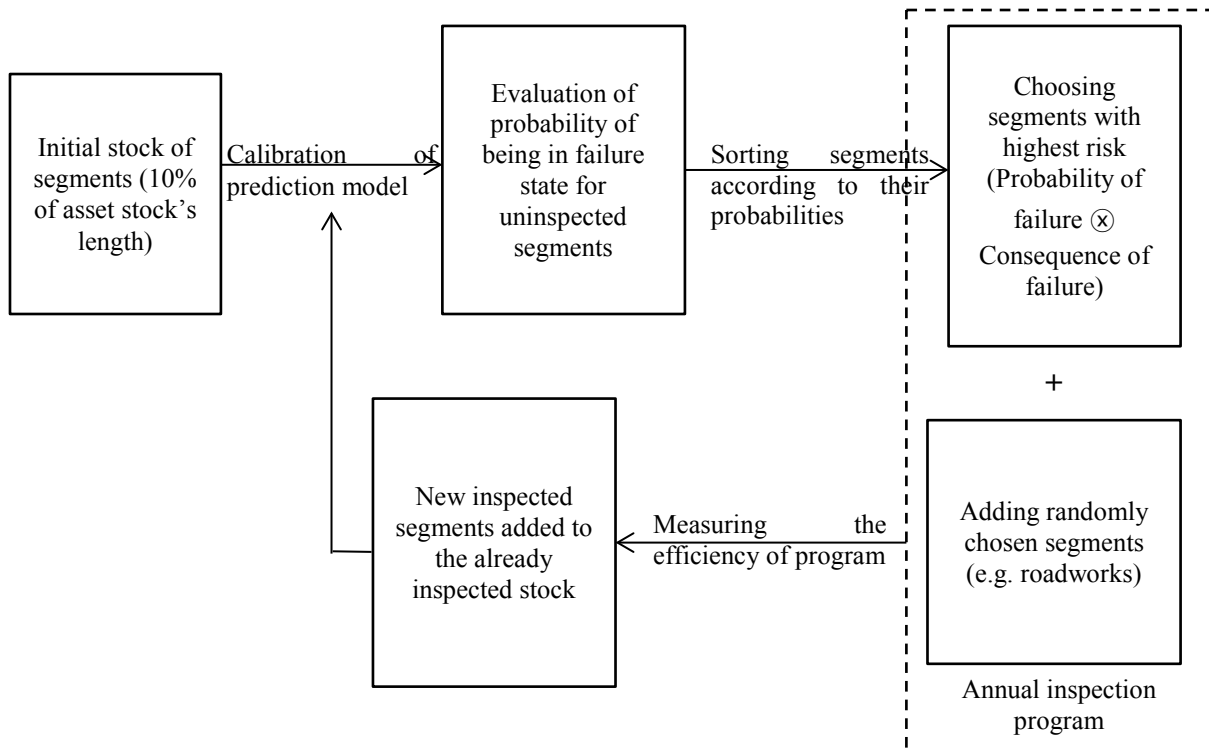 Initial stock of
segments (10%
of asset stock's
length)
Calibration of
prediction model
Evaluation of
probability of
being in failure
state for
uninspected
segments
Sorting segments
according to their
probabilities
Choosing
segments with
highest risk
(Probability of
failure ⓧ
Consequence of
failure)
+
Adding randomly
chosen segments
(e.g. roadworks)
Annual inspection
program
Measuring the
efficiency of program
New inspected
segments added to
the already
inspected stock